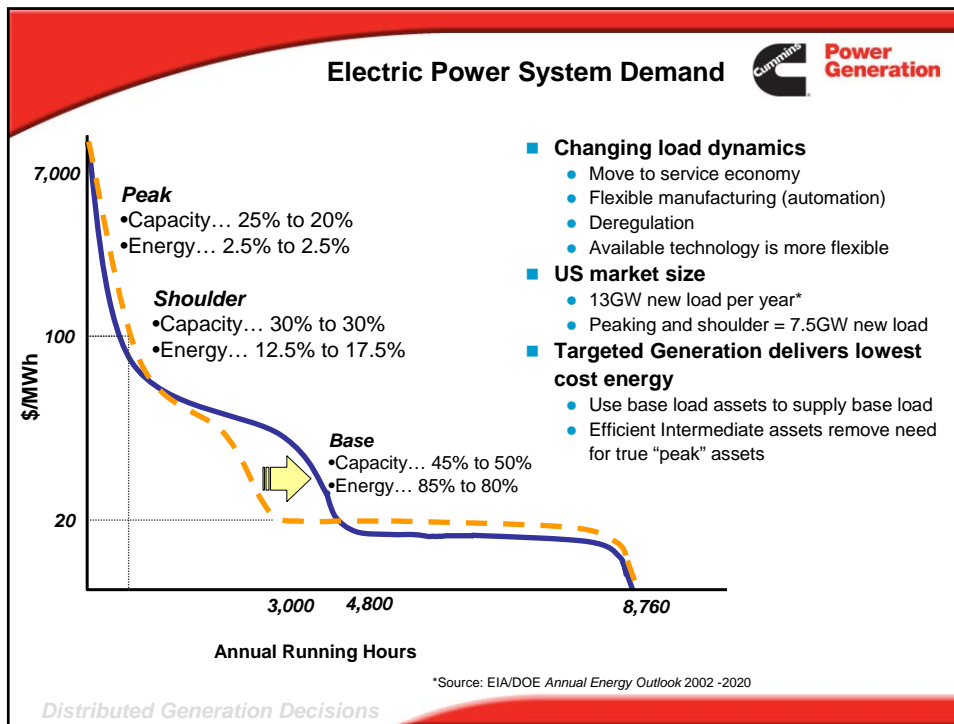 Electric Power System Demand
Cummins
Power
Generation
7,000
100
20
$/MWh
Peak
•Capacity… 25% to 20%
•Energy… 2.5% to 2.5%
Shoulder
•Capacity… 30% to 30%
•Energy… 12.5% to 17.5%
Base
•Capacity… 45% to 50%
•Energy… 85% to 80%
3,000
4,800
8,760
Annual Running Hours
Changing load dynamics
Move to service economy
Flexible manufacturing (automation)
Deregulation
Available technology is more flexible
US market size
13GW new load per year*
Peaking and shoulder = 7.5GW new load
Targeted Generation delivers lowest
cost energy
Use base load assets to supply base load
Efficient Intermediate assets remove need
for true “peak” assets
*Source: EIA/DOE Annual Energy Outlook 2002 -2020
Distributed Generation Decisions